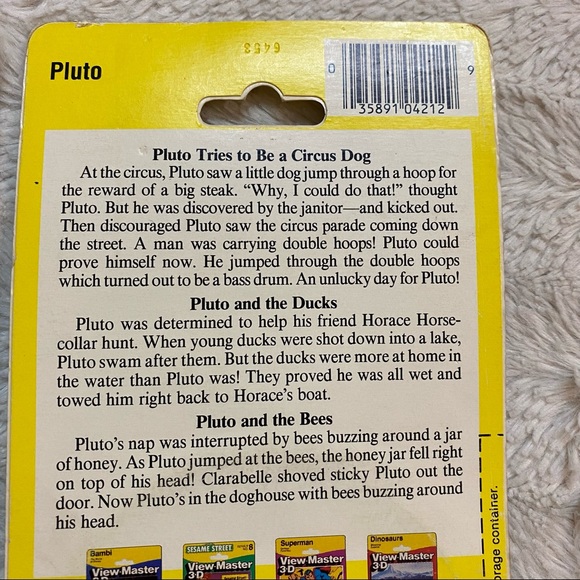 6453
Pluto
0 35891 04212 9
Pluto Tries to Be a Circus Dog
At the circus, Pluto saw a little dog jump through a hoop for
the reward of a big steak. “Why, I could do that!” thought
Pluto. But he was discovered by the janitor—and kicked out.
Then discouraged Pluto saw the circus parade coming down
the street. A man was carrying double hoops! Pluto could
prove himself now. He jumped through the double hoops
which turned out to be a bass drum. An unlucky day for Pluto!
Pluto and the Ducks
Pluto was determined to help his friend Horace Horse-
collar hunt. When young ducks were shot down into a lake,
Pluto swam after them. But the ducks were more at home in
the water than Pluto was! They proved he was all wet and
towed him right back to Horace’s boat.
Pluto and the Bees
Pluto’s nap was interrupted by bees buzzing around a jar
of honey. As Pluto jumped at the bees, the honey jar fell right
on top of his head! Clarabelle shoved sticky Pluto out the
door. Now Pluto’s in the doghouse with bees buzzing around
his head.
orage container.
Bambi
View-Master
3-D
SESAME STREET 8
View-Master
3-D
Superman
View-Master
3-D
Dinosaurs
View-Master
3-D